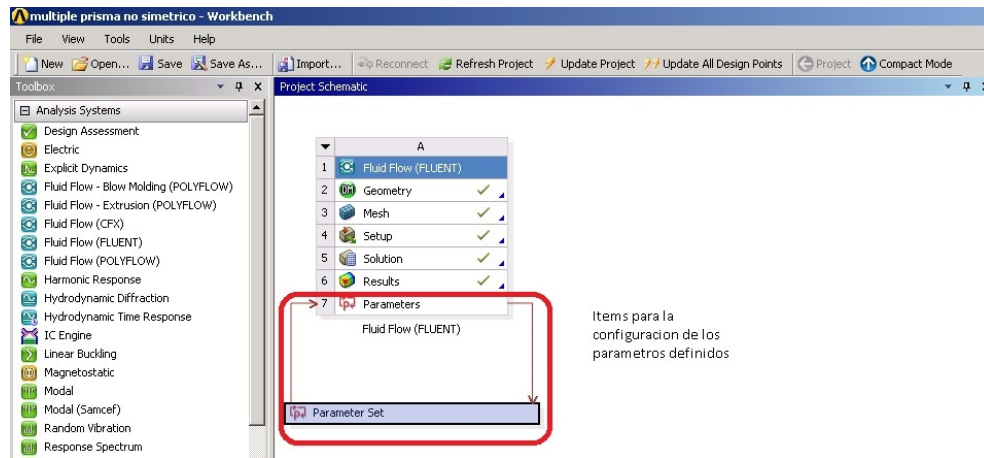 multiple prisma no simetrico - Workbench
File View Tools Units Help
New Open... Save Save As... Import... Reconnect Refresh Project Update Project Update All Design Points Project Compact Mode
Toolbox
Project Schematic
Analysis Systems
Design Assessment
Electric
Explicit Dynamics
Fluid Flow - Blow Molding (POLYFLOW)
Fluid Flow - Extrusion (POLYFLOW)
Fluid Flow (CFX)
Fluid Flow (FLUENT)
Fluid Flow (POLYFLOW)
Harmonic Response
Hydrodynamic Diffraction
Hydrodynamic Time Response
IC Engine
Linear Buckling
Magnetostatic
Modal
Modal (Samcef)
Random Vibration
Response Spectrum
A
1 Fluid Flow (FLUENT)
2 Geometry
3 Mesh
4 Setup
5 Solution
6 Results
7 Parameters
Fluid Flow (FLUENT)
Parameter Set
Items para la
configuracion de los
parametros definidos